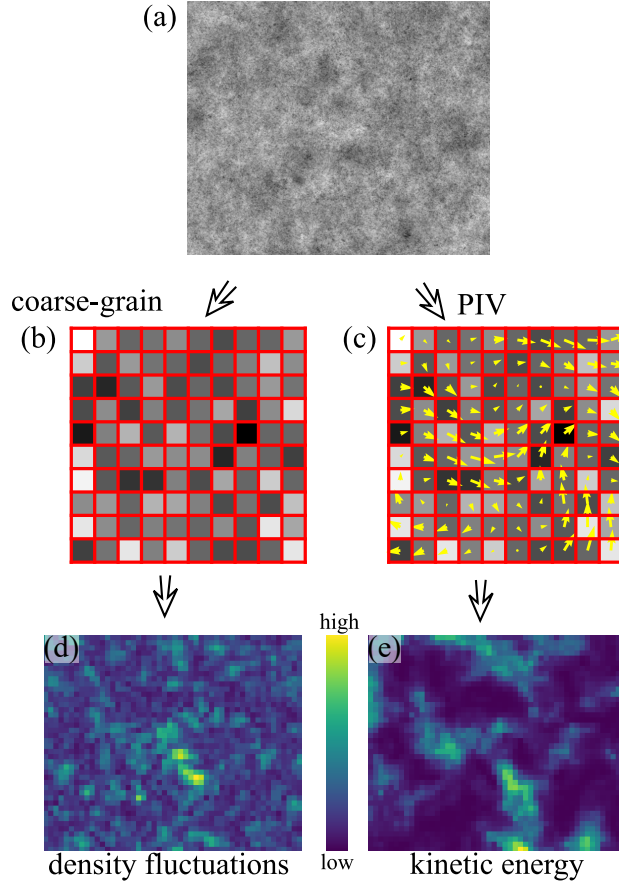 (a)
coarse-grain
PIV
(b)
(c)
(d)
high
(e)
low
density fluctuations
kinetic energy